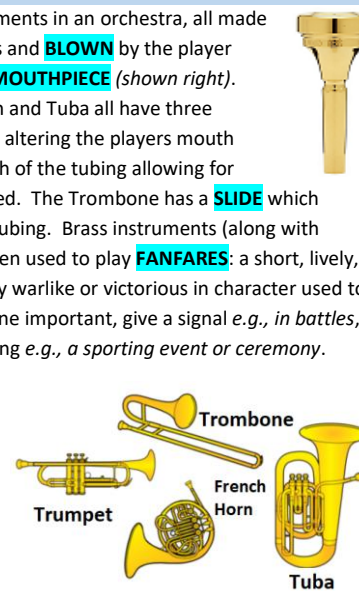 ments in an orchestra, all made
s and BLOWN by the player
MOUTHPIECE (shown right).
n and Tuba all have three
altering the players mouth
h of the tubing allowing for
ed. The Trombone has a SLIDE which
ubing. Brass instruments (along with
en used to play FANFARES: a short, lively,
y warlike or victorious in character used to
ne important, give a signal e.g., in battles,
ng e.g., a sporting event or ceremony.
Trombone
French
Horn
Trumpet
Tuba